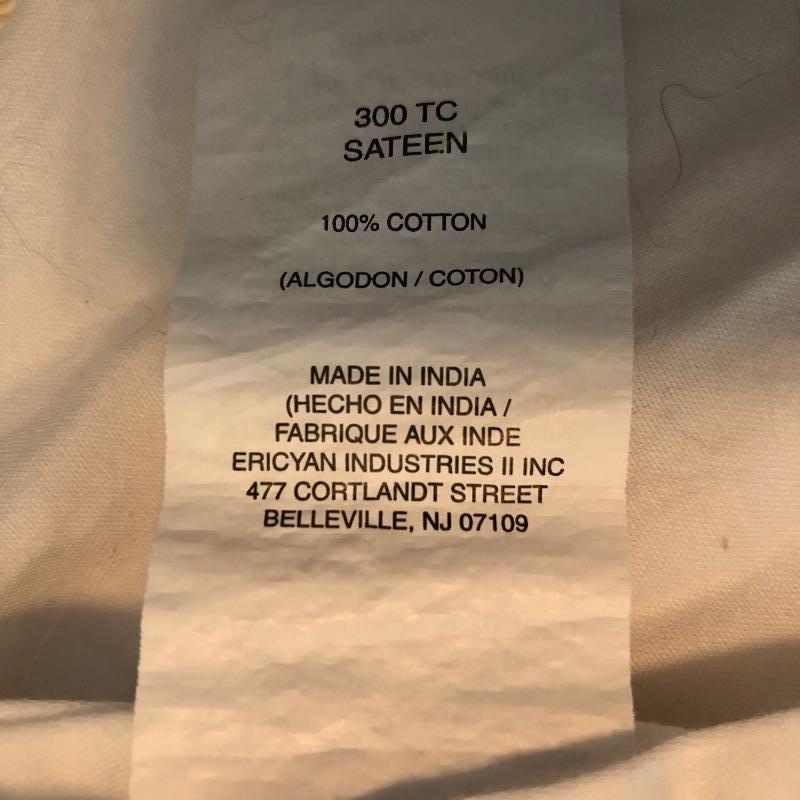 300 TC
SATEEN
100% COTTON
(ALGODON / COTON)
MADE IN INDIA
(HECHO EN INDIA /
FABRIQUE AUX INDE
ERICYAN INDUSTRIES II INC
477 CORTLANDT STREET
BELLEVILLE, NJ 07109